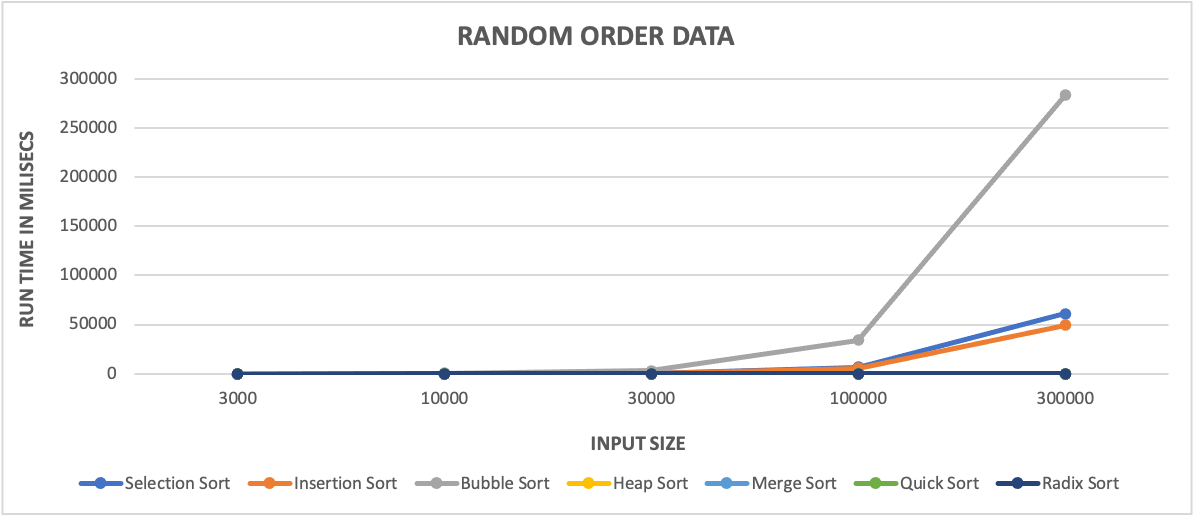 RANDOM ORDER DATA
300000
250000
200000
150000
100000
50000
0
RUN TIME IN MILISECS
3000 10000 30000 100000 300000
INPUT SIZE
Selection Sort Insertion Sort Bubble Sort Heap Sort Merge Sort Quick Sort Radix Sort